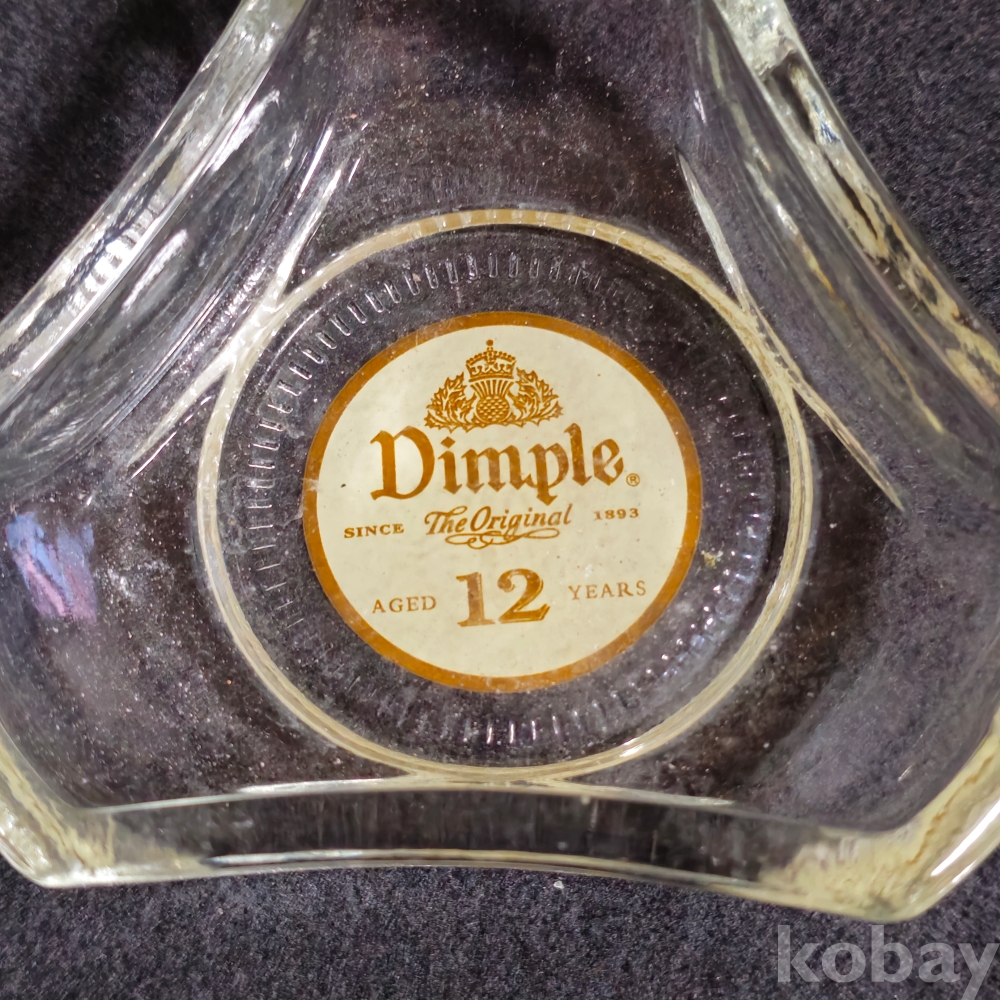 Dimple®
SINCE The Original 1893
AGED 12 YEARS
kobay